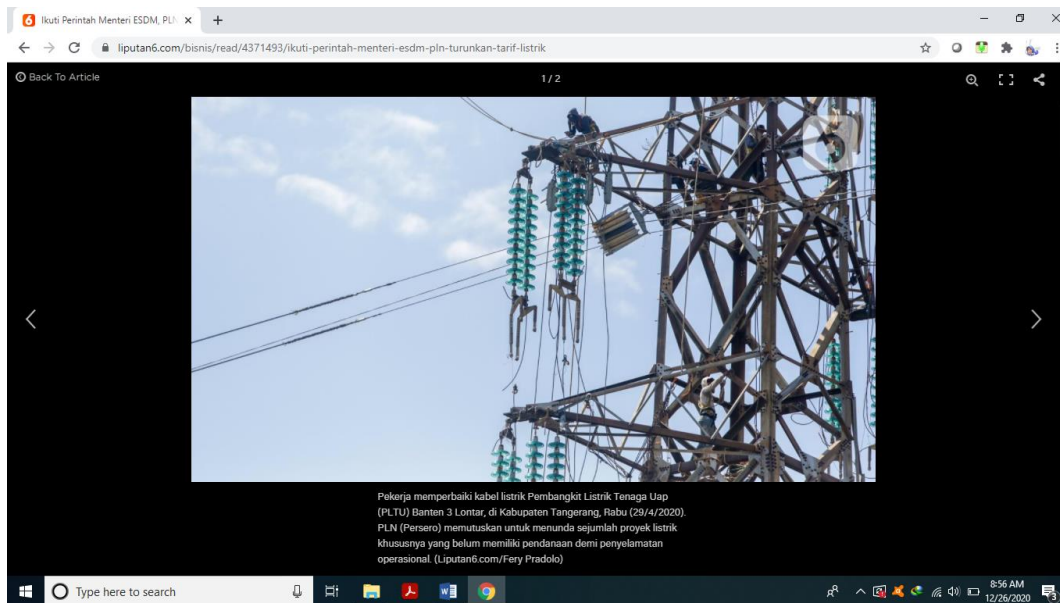 Ikuti Perintah Menteri ESDM, PLN
liputan6.com/bisnis/read/4371493/ikuti-perintah-menteri-esdm-pln-turunkan-tarif-listrik
Back To Article
1 / 2
Pekerja memperbaiki kabel listrik Pembangkit Listrik Tenaga Uap
(PLTU) Banten 3 Lontar, di Kabupaten Tangerang, Rabu (29/4/2020).
PLN (Persero) memutuskan untuk menunda sejumlah proyek listrik
khususnya yang belum memiliki pendanaan demi penyelamatan
operasional. (Liputan6.com/Fery Pradolo)
Type here to search
8:56 AM
12/26/2020